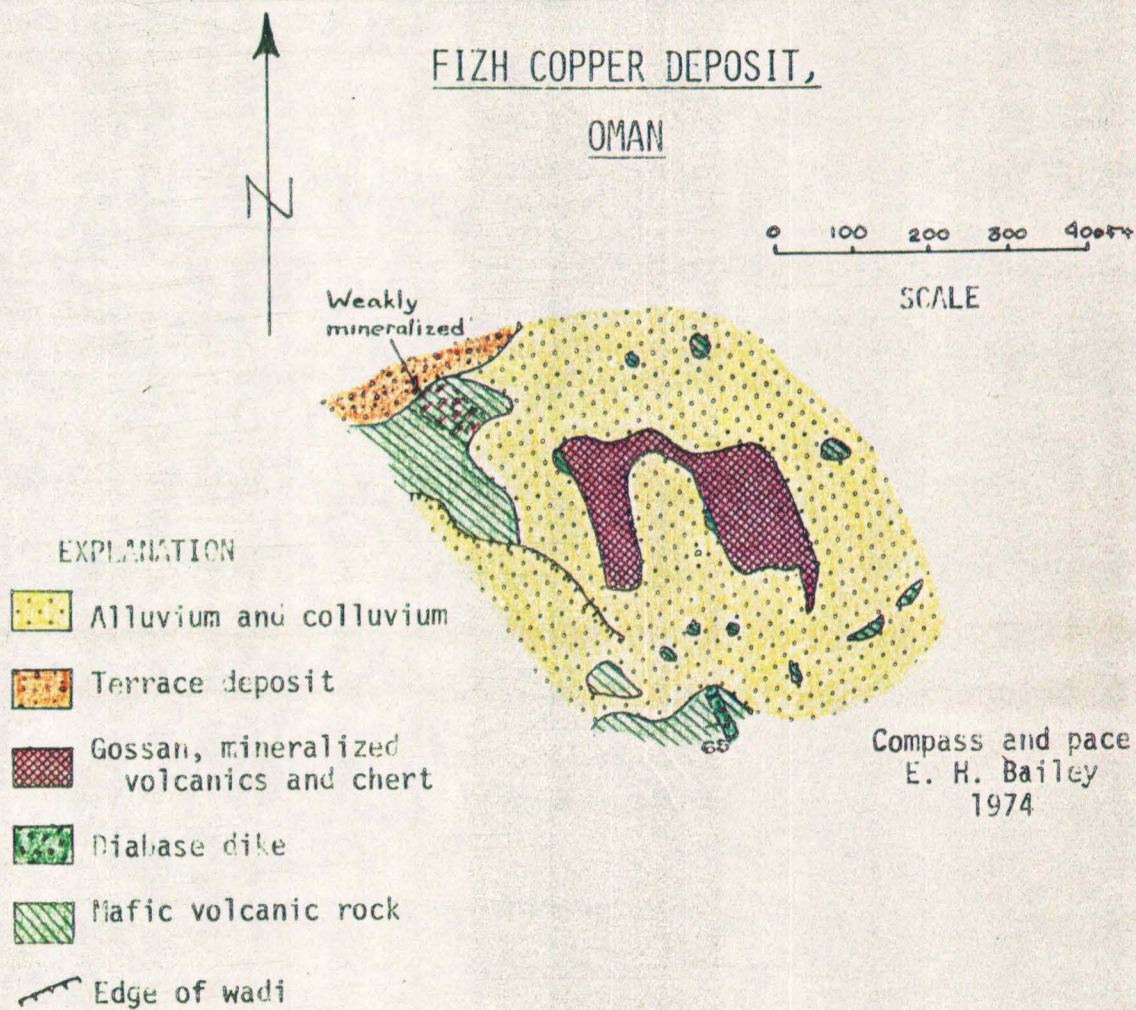 FIZH COPPER DEPOSIT,
OMAN
N
0 100 200 300 400 FT
SCALE
Weakly
mineralized
EXPLANATION
Alluvium and colluvium
Terrace deposit
Gossan, mineralized
volcanics and chert
Diabase dike
Mafic volcanic rock
Edge of wadi
65
Compass and pace
E. H. Bailey
1974